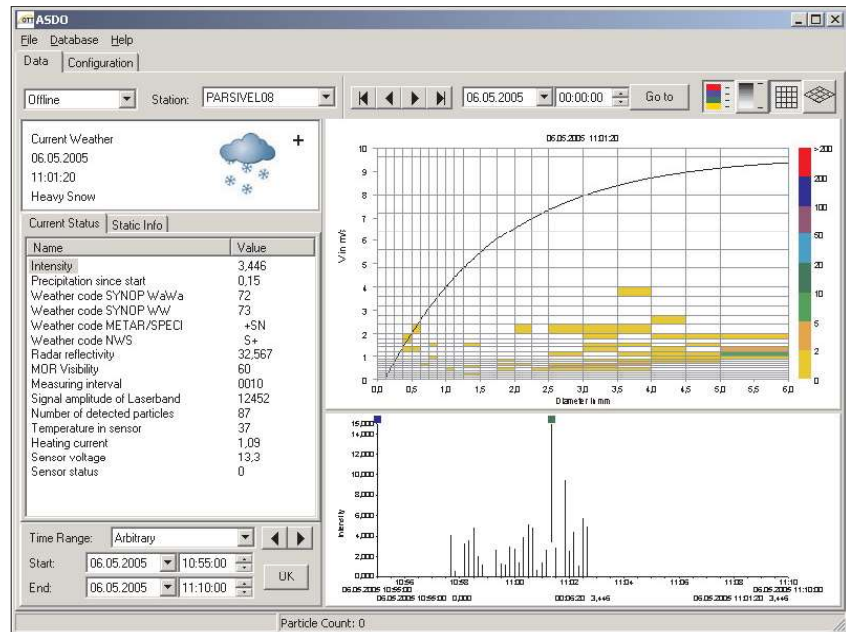 OTT ASDO
File Database Help
Data Configuration
Offline Station: PARSIVEL08 06.05.2005 00:00:00 Go to
Current Weather
06.05.2005
11:01:20
Heavy Snow
+
Current Status Static Info
Name Value
Intensity 3,446
Precipitation since start 0,15
Weather code SYNOP WaWa 72
Weather code SYNOP WW 73
Weather code METAR/SPECI +SN
Weather code NWS S+
Radar reflectivity 32,567
MOR Visibility 60
Measuring interval 0010
Signal amplitude of Laserband 12452
Number of detected particles 87
Temperature in sensor 37
Heating current 1,09
Sensor voltage 13,3
Sensor status 0
Time Range: Arbitrary
Start: 06.05.2005 10:55:00
End: 06.05.2005 11:10:00
OK
06.05.2005 11:01:20
V in m/s
10
9
8
7
6
5
4
3
2
1
0
0,0 0,5 1,0 1,5 2,0 2,5 3,0 3,5 4,0 4,5 5,0 5,5 6,0
Diameter in mm
>200
200
100
50
20
10
5
2
0
Intensity
15,000
14,000
12,000
10,000
8,000
6,000
4,000
2,000
0,000
10:56 10:58 11:00 11:02 11:04 11:06 11:08 11:10
06.05.2005 10:55:00 06.05.2005 11:10:00
06.05.2005 10:55:00 0,000 00:06:20 3,446 06.05.2005 11:01:20 3,446
Particle Count: 0